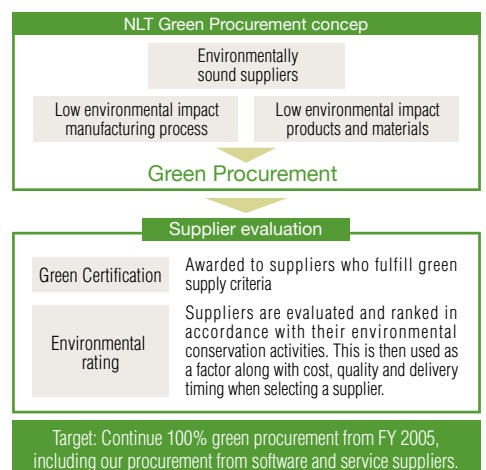 NLT Green Procurement concep
Environmentally
sound suppliers
Low environmental impact
manufacturing process
Low environmental impact
products and materials
Green Procurement
Supplier evaluation
Green Certification
Awarded to suppliers who fulfill green
supply criteria
Environmental
rating
Suppliers are evaluated and ranked in
accordance with their environmental
conservation activities. This is then used as
a factor along with cost, quality and delivery
timing when selecting a supplier.
Target: Continue 100% green procurement from FY 2005,
including our procurement from software and service suppliers.